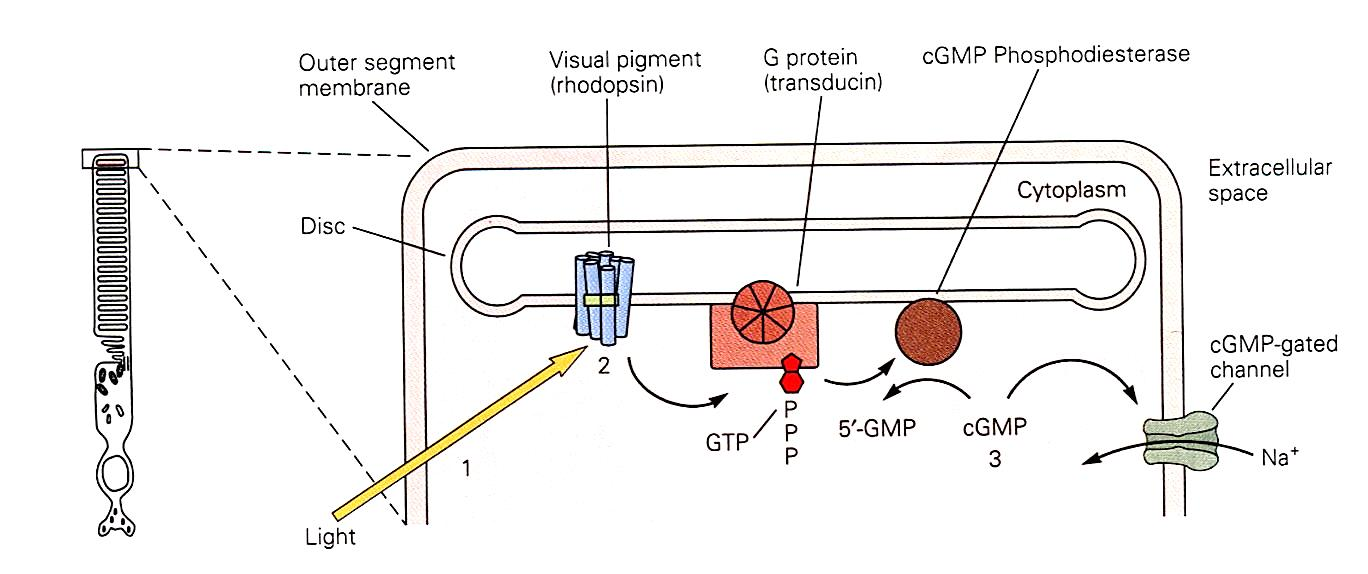 Outer segment
membrane
Visual pigment
(rhodopsin)
G protein
(transducin)
cGMP Phosphodiesterase
Extracellular
space
Cytoplasm
Disc
cGMP-gated
channel
2
GTP
P
P
P
5′-GMP
cGMP
3
Na⁺
1
Light